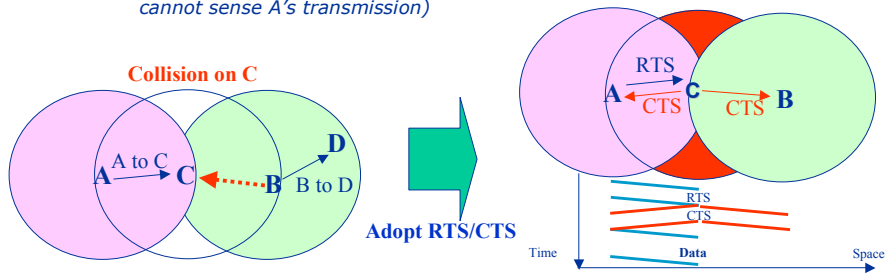 cannot sense A's transmission)
Collision on C
A
A to C
C
B
D
B to D
Adopt RTS/CTS
RTS
A
C
CTS
CTS
B
RTS
CTS
Time
Data
Space